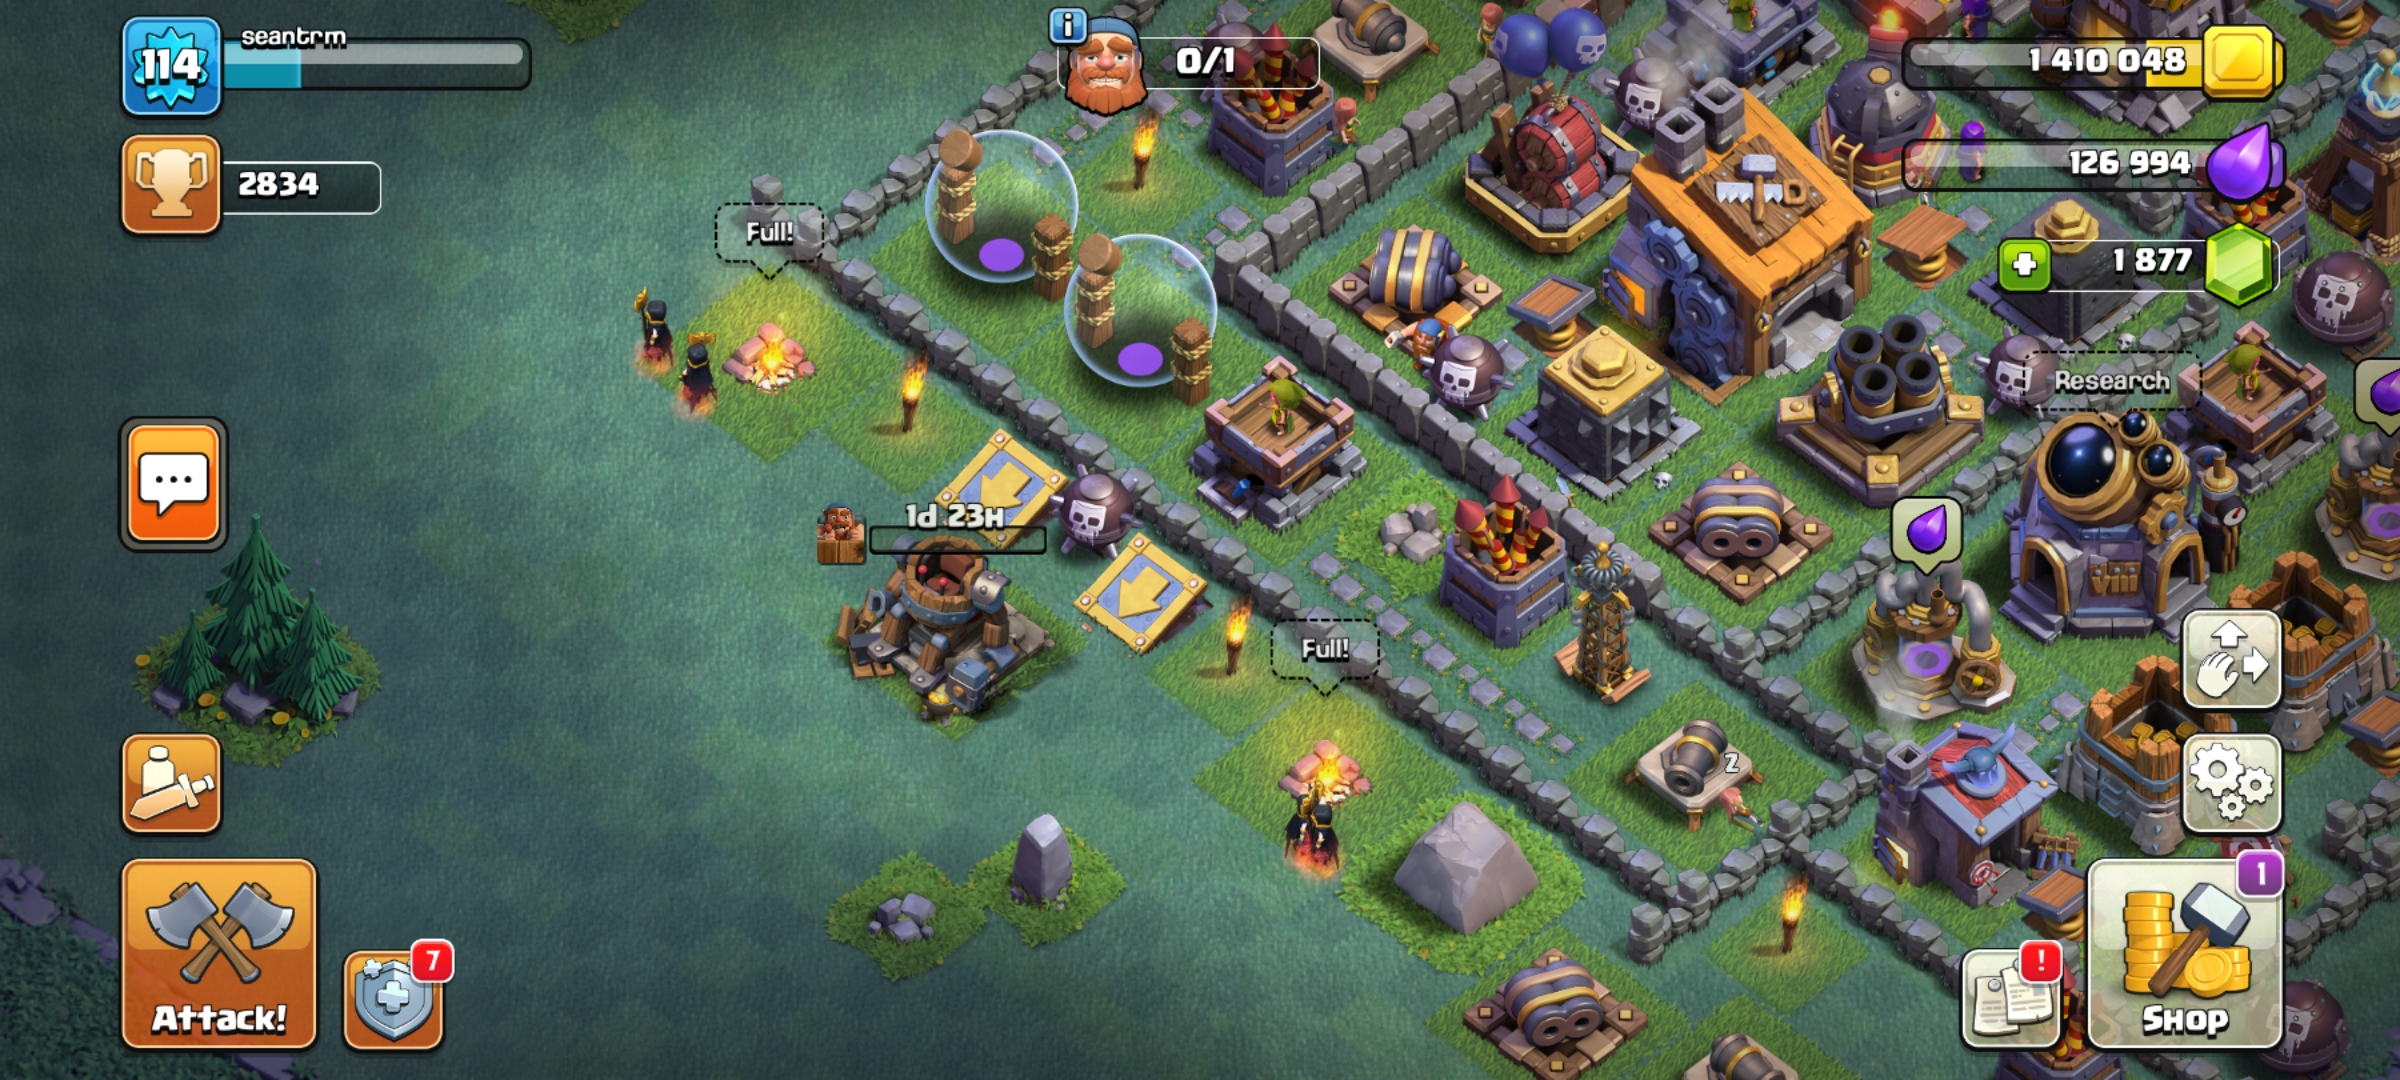 114
seantrm
i
0/1
1 410 048
2834
126 994
Full!
1 877
Research
1d 23H
VIII
Full!
Z
1
7
!
Attack!
Shop